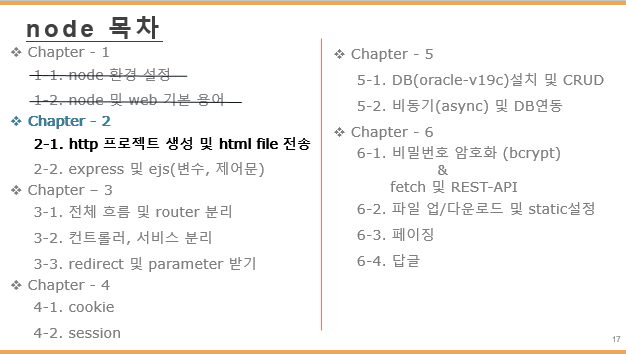 node 목차
❖ Chapter - 1
1-1. node 환경 설정
1-2. node 및 web 기본 용어
❖ Chapter - 2
2-1. http 프로젝트 생성 및 html file 전송
2-2. express 및 ejs(변수, 제어문)
❖ Chapter – 3
3-1. 전체 흐름 및 router 분리
3-2. 컨트롤러, 서비스 분리
3-3. redirect 및 parameter 받기
❖ Chapter - 4
4-1. cookie
4-2. session
❖ Chapter - 5
5-1. DB(oracle-v19c)설치 및 CRUD
5-2. 비동기(async) 및 DB연동
❖ Chapter - 6
6-1. 비밀번호 암호화 (bcrypt)
&
fetch 및 REST-API
6-2. 파일 업/다운로드 및 static설정
6-3. 페이징
6-4. 답글
17